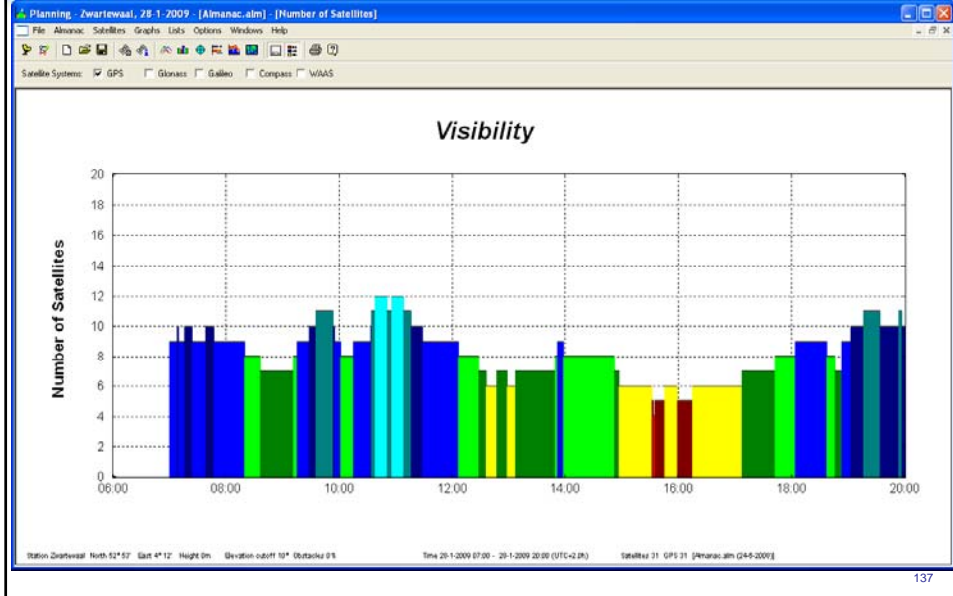 Planning - Zwartewaal, 28-1-2009 - [Almanac.alm] - [Number of Satellites]
File Almanac Satellites Graphs Lists Options Windows Help
Satellite Systems: GPS Glonass Galileo Compass WAAS
Visibility
Number of Satellites
20
18
16
14
12
10
8
6
4
2
0
06:00 08:00 10:00 12:00 14:00 16:00 18:00 20:00
Station Zwartewaal North 52° 53' East 4° 12' Height 0m Elevation cutoff 10° Obstacles 0% Time 28-1-2009 07:00 - 28-1-2009 20:00 (UTC+2.0h) Satellites 31 GPS 31 [Almanac.alm
137